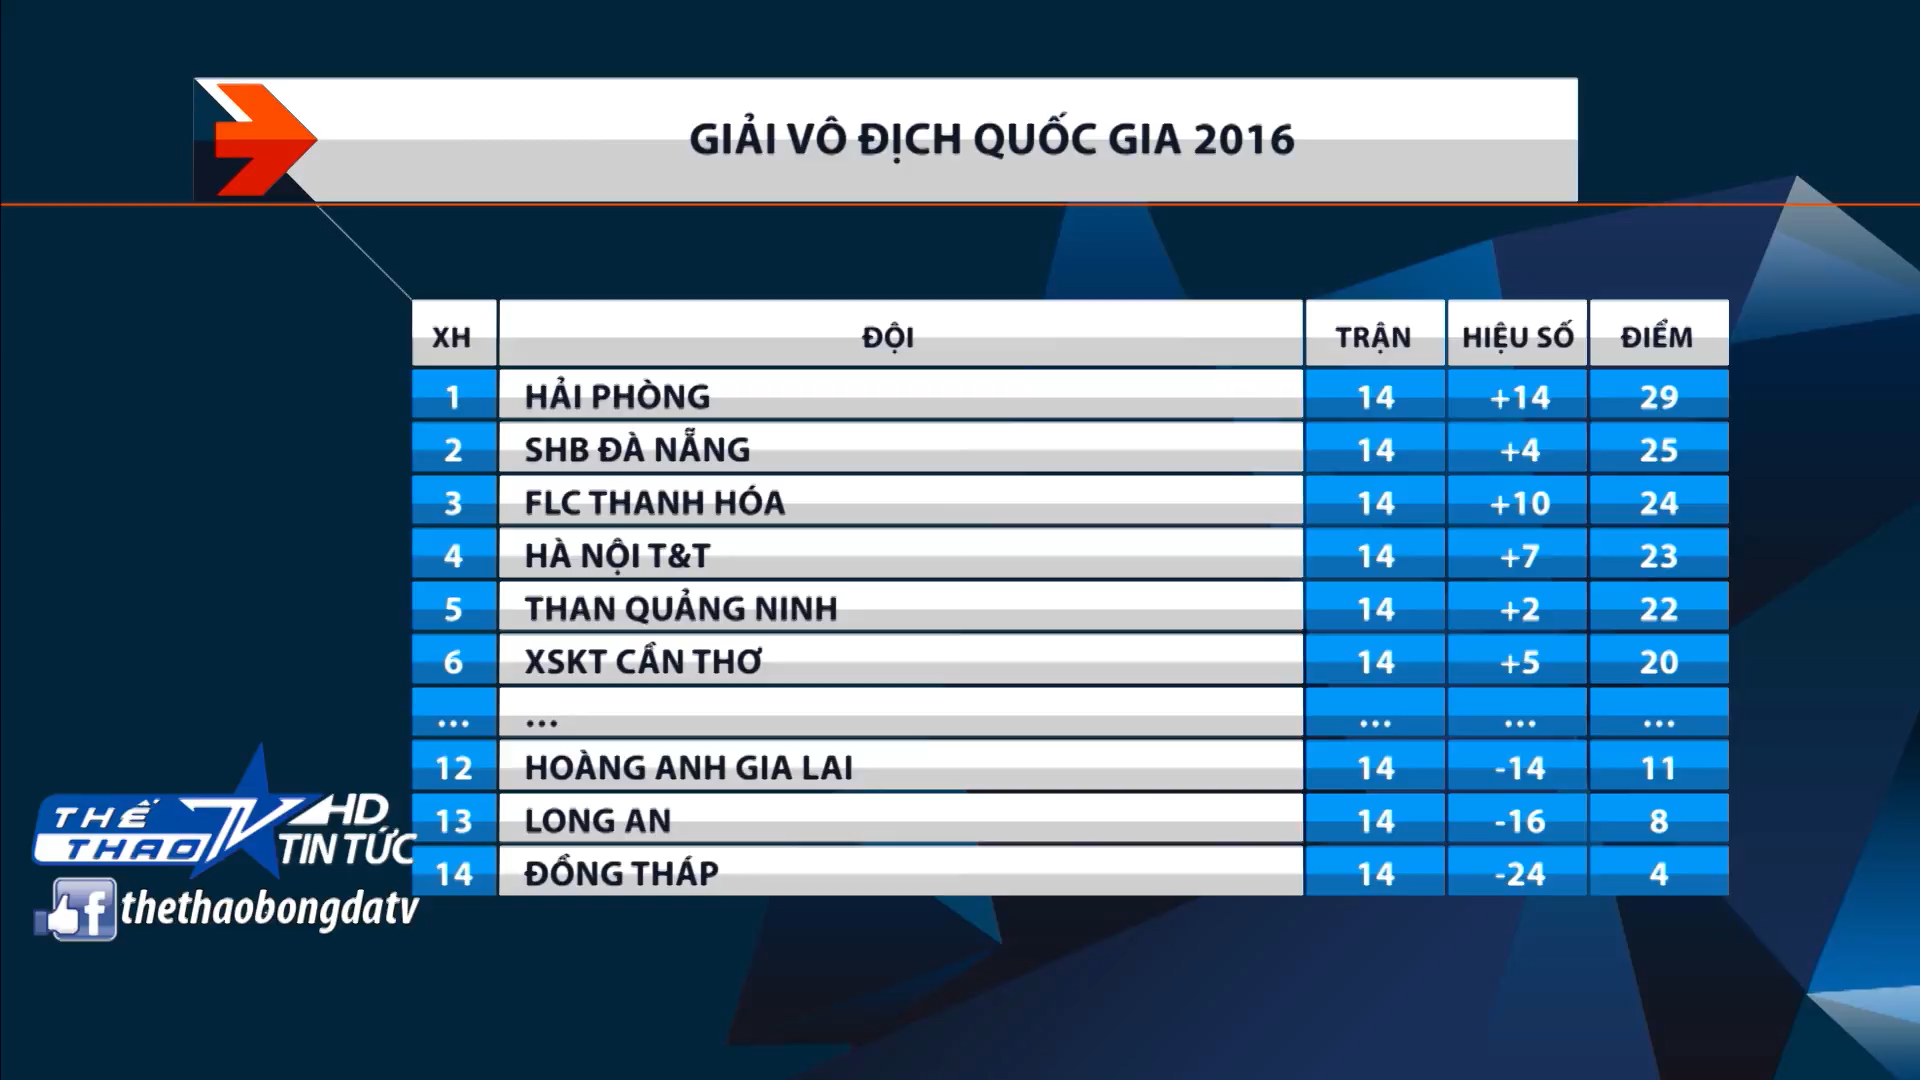 GIẢI VÔ ĐỊCH QUỐC GIA 2016
XH ĐỘI TRẬN HIỆU SỐ ĐIỂM
1 HẢI PHÒNG 14 +14 29
2 SHB ĐÀ NẴNG 14 +4 25
3 FLC THANH HÓA 14 +10 24
4 HÀ NỘI T&T 14 +7 23
5 THAN QUẢNG NINH 14 +2 22
6 XSKT CẦN THƠ 14 +5 20
... ... ... ... ...
12 HOÀNG ANH GIA LAI 14 -14 11
13 LONG AN 14 -16 8
14 ĐỒNG THÁP 14 -24 4
THỂ THAO TV HD
TIN TỨC
f thethaobongdatv